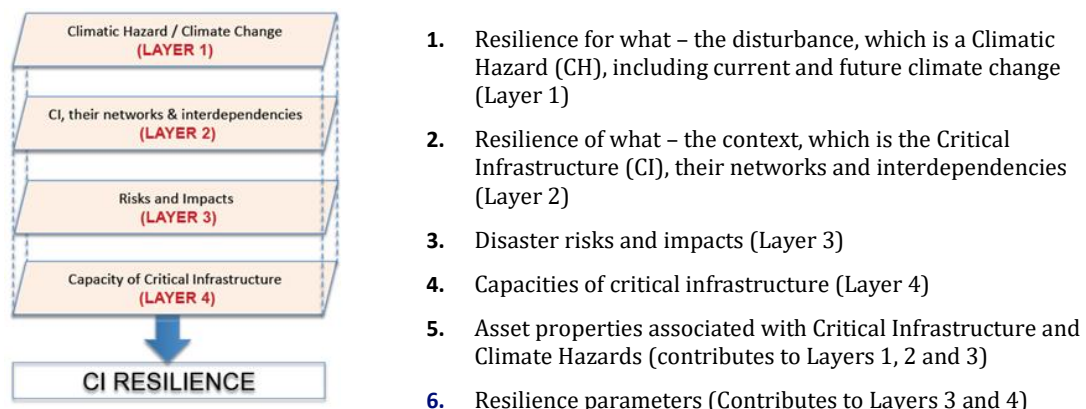 Climatic Hazard / Climate Change
(LAYER 1)
CI, their networks & interdependencies
(LAYER 2)
Risks and Impacts
(LAYER 3)
Capacity of Critical Infrastructure
(LAYER 4)
CI RESILIENCE
1. Resilience for what – the disturbance, which is a Climatic
Hazard (CH), including current and future climate change
(Layer 1)
2. Resilience of what – the context, which is the Critical
Infrastructure (CI), their networks and interdependencies
(Layer 2)
3. Disaster risks and impacts (Layer 3)
4. Capacities of critical infrastructure (Layer 4)
5. Asset properties associated with Critical Infrastructure and
Climate Hazards (contributes to Layers 1, 2 and 3)
6. Resilience parameters (Contributes to Layers 3 and 4)